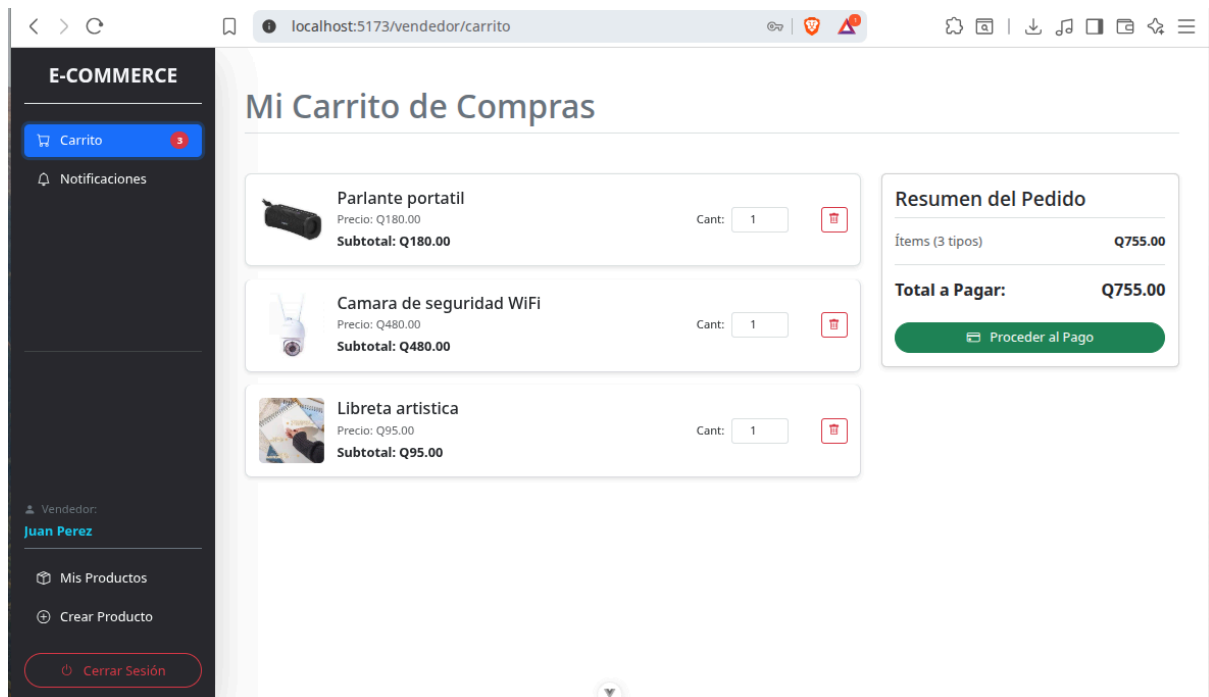 localhost:5173/vendedor/carrito
E-COMMERCE
Carrito 3
Notificaciones
Vendedor:
Juan Perez
Mis Productos
Crear Producto
Cerrar Sesión
Mi Carrito de Compras
Parlante portatil
Precio: Q180.00
Subtotal: Q180.00
Cant: 1
Camara de seguridad WiFi
Precio: Q480.00
Subtotal: Q480.00
Cant: 1
Libreta artistica
Precio: Q95.00
Subtotal: Q95.00
Cant: 1
Resumen del Pedido
Ítems (3 tipos) Q755.00
Total a Pagar: Q755.00
Proceder al Pago